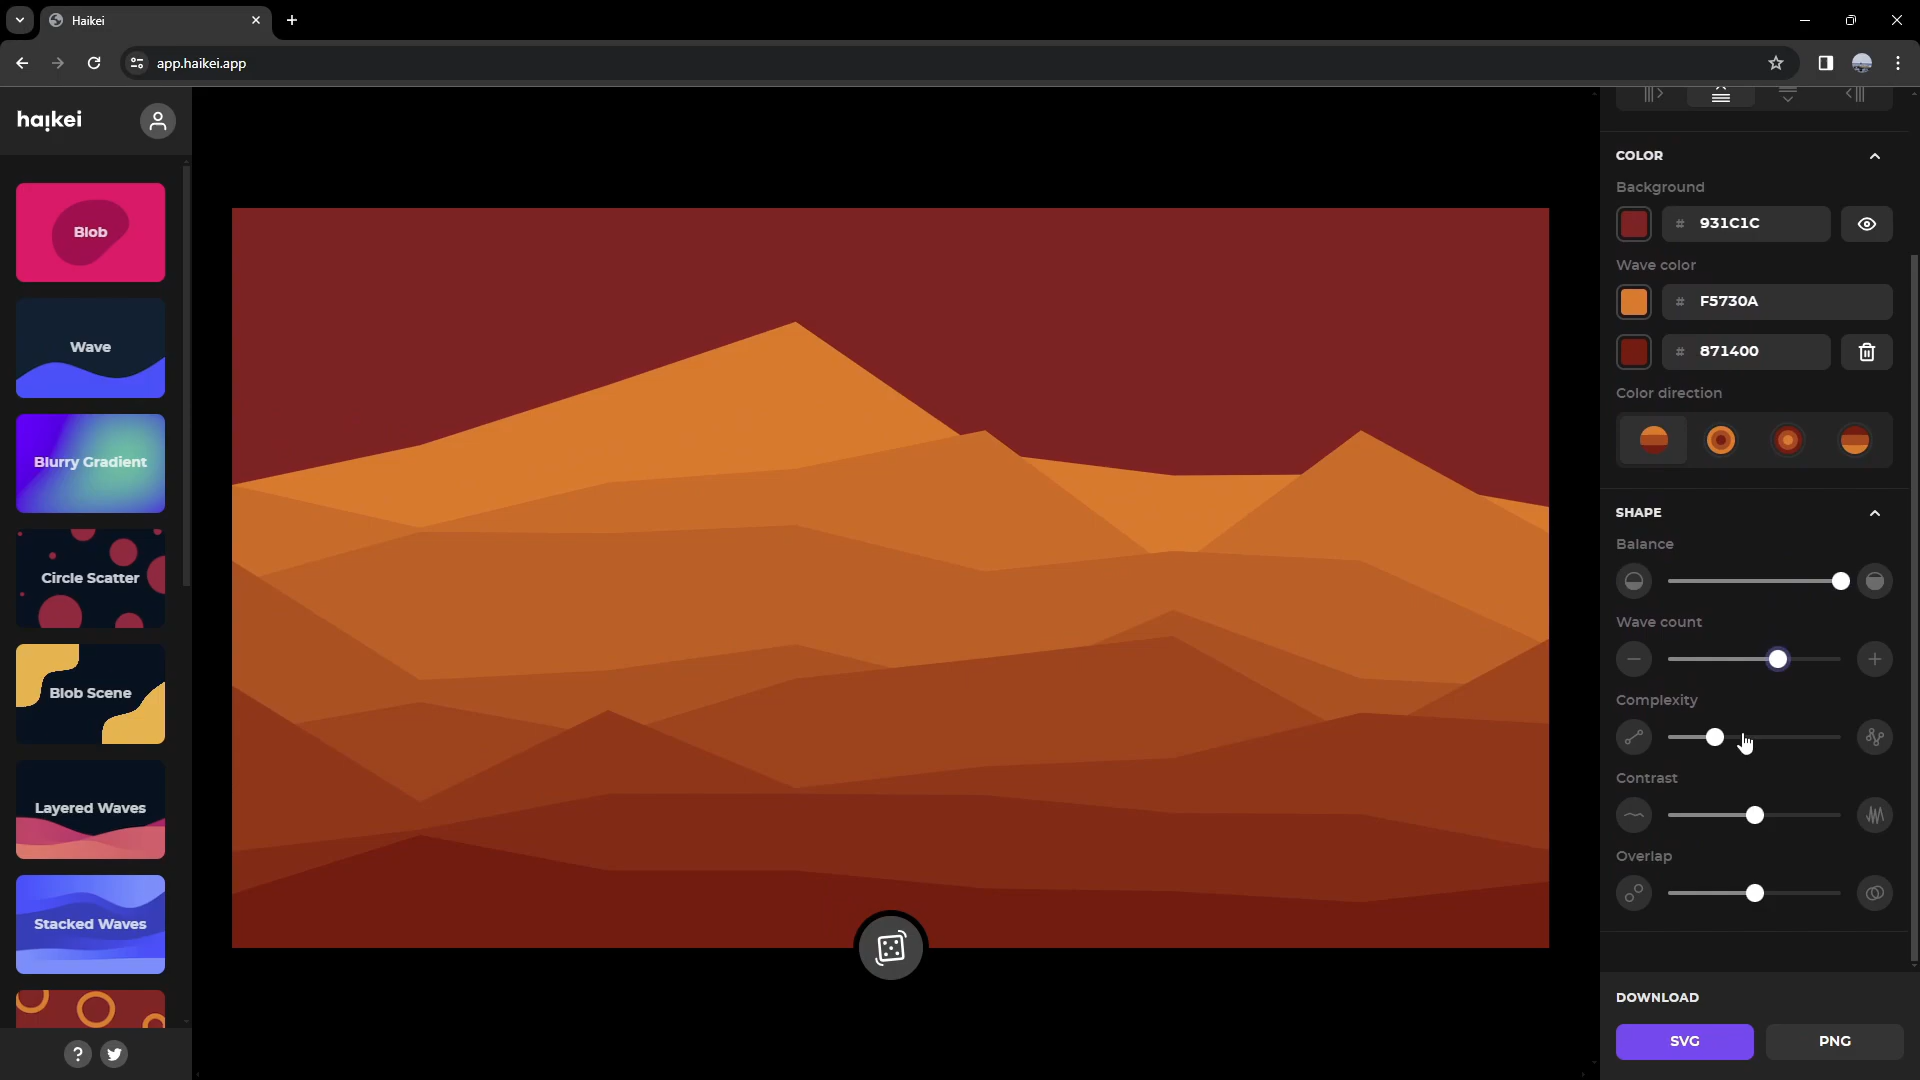 Haikei
app.haikei.app
haikei
Blob
Wave
Blurry Gradient
Circle Scatter
Blob Scene
Layered Waves
Stacked Waves
COLOR
Background
# 931C1C
Wave color
# F5730A
# 871400
Color direction
SHAPE
Balance
Wave count
Complexity
Contrast
Overlap
DOWNLOAD
SVG PNG